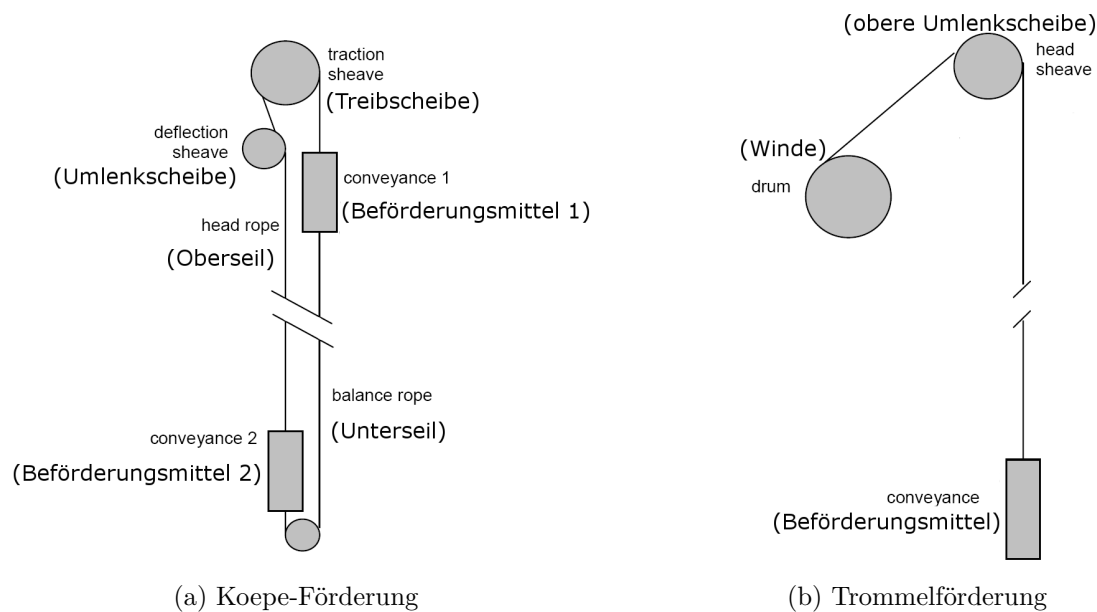 traction
sheave
(Treibscheibe)
deflection
sheave
(Umlenkscheibe)
conveyance 1
(Beförderungsmittel 1)
head rope
(Oberseil)
balance rope
(Unterseil)
conveyance 2
(Beförderungsmittel 2)
(a) Koepe-Förderung
(obere Umlenkscheibe)
head
sheave
(Winde)
drum
conveyance
(Beförderungsmittel)
(b) Trommelförderung